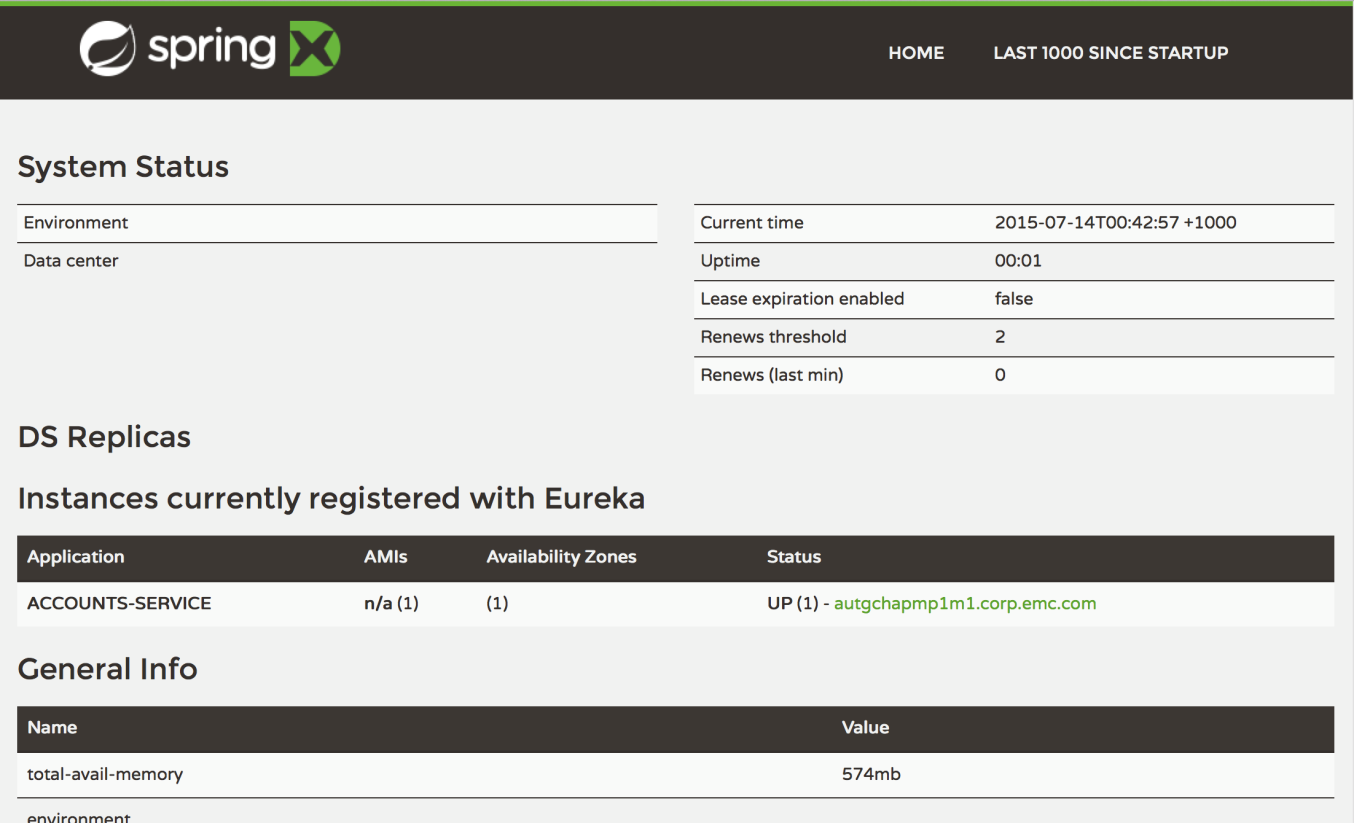 spring
HOME LAST 1000 SINCE STARTUP
System Status
Environment
Data center
Current time 2015-07-14T00:42:57 +1000
Uptime 00:01
Lease expiration enabled false
Renews threshold 2
Renews (last min) 0
DS Replicas
Instances currently registered with Eureka
Application AMIs Availability Zones Status
ACCOUNTS-SERVICE n/a (1) (1) UP (1) - autgchapmp1m1.corp.emc.com
General Info
Name Value
total-avail-memory 574mb
environment